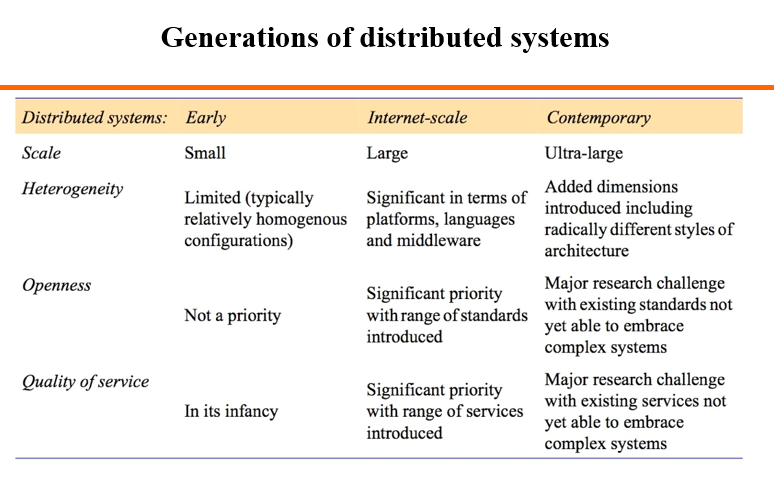 Generations of distributed systems
Distributed systems: Early Internet-scale Contemporary
Scale Small Large Ultra-large
Heterogeneity
Limited (typically
relatively homogenous
configurations)
Significant in terms of
platforms, languages
and middleware
Added dimensions
introduced including
radically different styles of
architecture
Openness
Not a priority
Significant priority
with range of standards
introduced
Major research challenge
with existing standards not
yet able to embrace
complex systems
Quality of service
In its infancy
Significant priority
with range of services
introduced
Major research challenge
with existing services not
yet able to embrace
complex systems